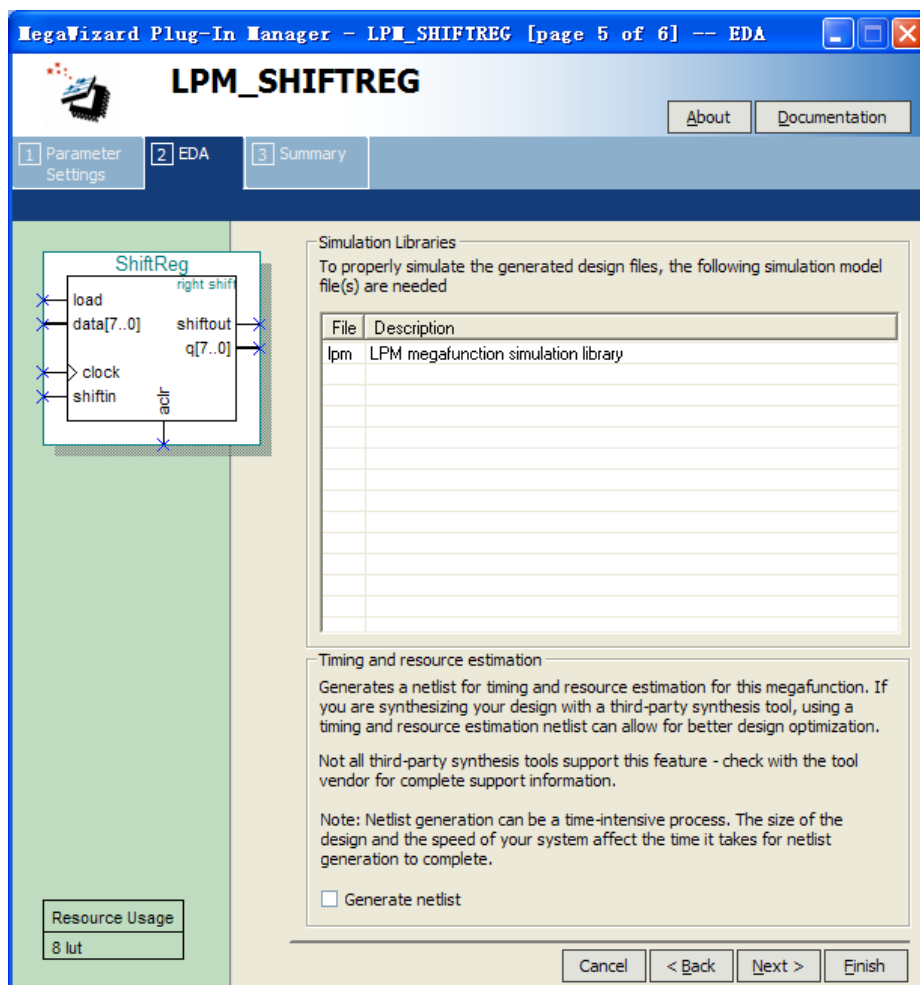 MegaWizard Plug-In Manager - LPM_SHIFTREG [page 5 of 6] -- EDA
LPM_SHIFTREG
About
Documentation
1 Parameter
Settings
2 EDA
3 Summary
ShiftReg
right shift
load
data[7..0]
shiftout
q[7..0]
clock
shiftin
aclr
Resource Usage
8 lut
Simulation Libraries
To properly simulate the generated design files, the following simulation model
file(s) are needed
File Description
lpm LPM megafunction simulation library
Timing and resource estimation
Generates a netlist for timing and resource estimation for this megafunction. If
you are synthesizing your design with a third-party synthesis tool, using a
timing and resource estimation netlist can allow for better design optimization.
Not all third-party synthesis tools support this feature - check with the tool
vendor for complete support information.
Note: Netlist generation can be a time-intensive process. The size of the
design and the speed of your system affect the time it takes for netlist
generation to complete.
Generate netlist
Cancel
< Back
Next >
Finish